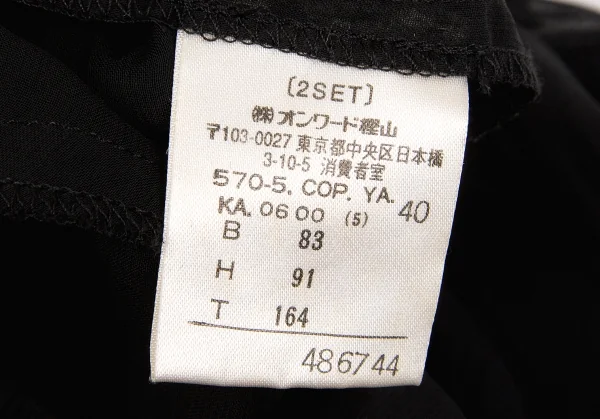 〔2SET〕
㈱オンワード樫山
〒103-0027 東京都中央区日本橋
3-10-5 消費者室
570-5. COP. YA. 40
KA. 06 00 (5)
B 83
H 91
T 164
486744